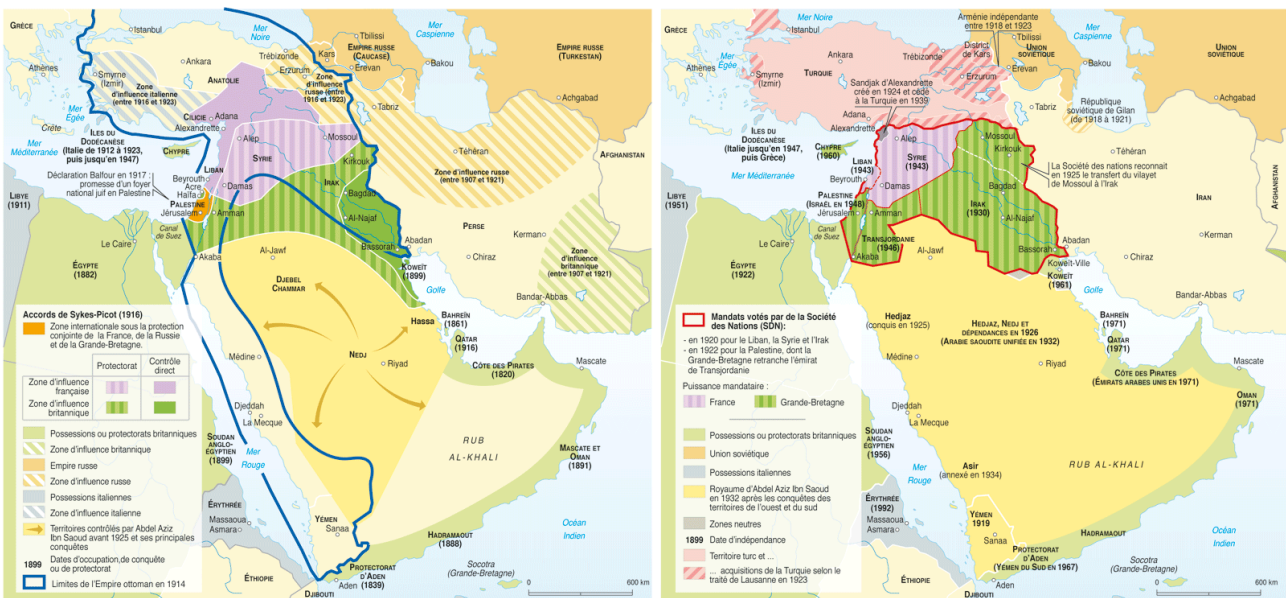 GRÈCE
Istanbul
Mer
Noire
Tbilissi
Mer
Caspienne
EMPIRE RUSSE
(CAUCASE)
EMPIRE RUSSE
(TURKESTAN)
Athènes
Smyrne
(Izmir)
Ankara
Trébizonde
Kars
Erzurum
Erevan
Bakou
Zone
d'influence italienne
(entre 1916 et 1923)
ANATOLIE
Zone
d'influence
russe (entre
1916 et 1923)
Tabriz
Achgabad
Mer
Égée
CILICIE
Adana
Alexandrette
Crète
Mer
Méditerranée
ÎLES DU
DODÉCANÈSE
(Italie de 1912 à 1923,
puis jusqu'en 1947)
CHYPRE
Alep
Mossoul
SYRIE
Kirkouk
Téhéran
AFGHANISTAN
Zone d'influence russe
(entre 1907 et 1921)
LIBAN
Déclaration Balfour en 1917 :
promesse d'un foyer
national juif en Palestine
Beyrouth
Acre
Haïfa
Damas
IRAK
Bagdad
LIBYE
(1911)
PALESTINE
Jérusalem
Amman
Al-Najaf
PERSE
Canal
de Suez
Le Caire
Al-Jawf
Bassorah
Abadan
Kerman
Akaba
ÉGYPTE
(1882)
KOWEÏT
(1899)
Chiraz
Zone
d'influence
britannique
(entre 1907 et 1921)
DJEBEL
CHAMMAR
Golfe
Bandar-Abbas
Hassa
BAHREÏN
(1861)
QATAR
(1916)
NEDJ
Riyad
Médine
CÔTE DES PIRATES
(1820)
Mascate
Djeddah
La Mecque
SOUDAN
ANGLO-
ÉGYPTIEN
(1899)
Mer
Rouge
RUB
AL-KHALI
MASCATE ET
OMAN
(1891)
ÉRYTHRÉE
Massaoua
Asmara
YÉMEN
Sanaa
HADRAMAOUT
(1888)
Océan
Indien
PROTECTORAT
D'ADEN
(1839)
Aden
Socotra
(Grande-Bretagne)
ÉTHIOPIE
DJIBOUTI
0
600 km
Accords de Sykes-Picot (1916)
Zone internationale sous la protection
conjointe de la France, de la Russie
et de la Grande-Bretagne.
Protectorat
Contrôle
direct
Zone d'influence
française
Zone d'influence
britannique
Possessions ou protectorats britanniques
Zone d'influence britannique
Empire russe
Zone d'influence russe
Possessions italiennes
Zone d'influence italienne
Territoires contrôlés par Abdel Aziz
Ibn Saoud avant 1925 et ses principales
conquêtes
1899 Dates d'occupation,de conquête
ou de protectorat
Limites de l'Empire ottoman en 1914
GRÈCE
Mer Noire
Istanbul
Arménie indépendante
entre 1918 et 1923
Tbilissi
Mer
Caspienne
District
de Kars
UNION
SOVIÉTIQUE
UNION
SOVIÉTIQUE
Athènes
Smyrne
(Izmir)
Ankara
Trébizonde
Erzurum
Erevan
Bakou
TURQUIE
Sandjak d'Alexandrette
créé en 1924 et cédé
à la Turquie en 1939
Tabriz
Achgabad
République
soviétique de Gilan
(de 1918 à 1921)
Mer
Égée
Adana
Alexandrette
ÎLES DU
DODÉCANÈSE
(Italie jusqu'en 1947,
puis Grèce)
CHYPRE
(1960)
Alep
Mossoul
Kirkouk
Téhéran
SYRIE
(1943)
LIBAN
(1943)
Mer Méditerranée
Beyrouth
Damas
La Société des nations reconnaît
en 1925 le transfert du vilayet
de Mossoul à l'Irak
AFGHANISTAN
Bagdad
LIBYE
(1951)
PALESTINE
(ISRAËL EN 1948)
Jérusalem
Amman
IRAK
(1930)
Al-Najaf
IRAN
Canal
de Suez
Le Caire
TRANSJORDANIE
(1946)
Al-Jawf
Bassorah
Abadan
Kerman
Akaba
ÉGYPTE
(1922)
Koweït-Ville
KOWEÏT
(1961)
Chiraz
Golfe
Bandar-Abbas
Hedjaz
(conquis en 1925)
HEDJAZ, NEDJ ET
DÉPENDANCES EN 1926
(ARABIE SAOUDITE UNIFIÉE EN 1932)
BAHREÏN
(1971)
QATAR
(1971)
Médine
Riyad
CÔTE DES PIRATES
(ÉMIRATS ARABES UNIS EN 1971)
Mascate
OMAN
(1971)
Djeddah
La Mecque
SOUDAN
ANGLO-
ÉGYPTIEN
(1956)
Mer
Rouge
Asir
(annexé en 1934)
RUB AL-KHALI
ÉRYTHRÉE
(1992)
Massaoua
Asmara
YÉMEN
1919
Sanaa
HADRAMAOUT
Océan
Indien
PROTECTORAT
D'ADEN
(YÉMEN DU SUD EN 1967)
Aden
Socotra
(Grande-Bretagne)
ÉTHIOPIE
DJIBOUTI
0
600 km
Mandats votés par de la Société
des Nations (SDN):
- en 1920 pour le Liban, la Syrie et l'Irak
- en 1922 pour la Palestine, dont la
Grande-Bretagne retranche l'émirat
de Transjordanie
Puissance mandataire :
France
Grande-Bretagne
Possessions ou protectorats britanniques
Union soviétique
Possessions italiennes
Royaume d'Abdel Aziz Ibn Saoud
en 1932 après les conquêtes des
territoires de l'ouest et du sud
Zones neutres
1899 Date d'indépendance
Territoire turc et ...
... acquisitions de la Turquie selon le
traité de Lausanne en 1923